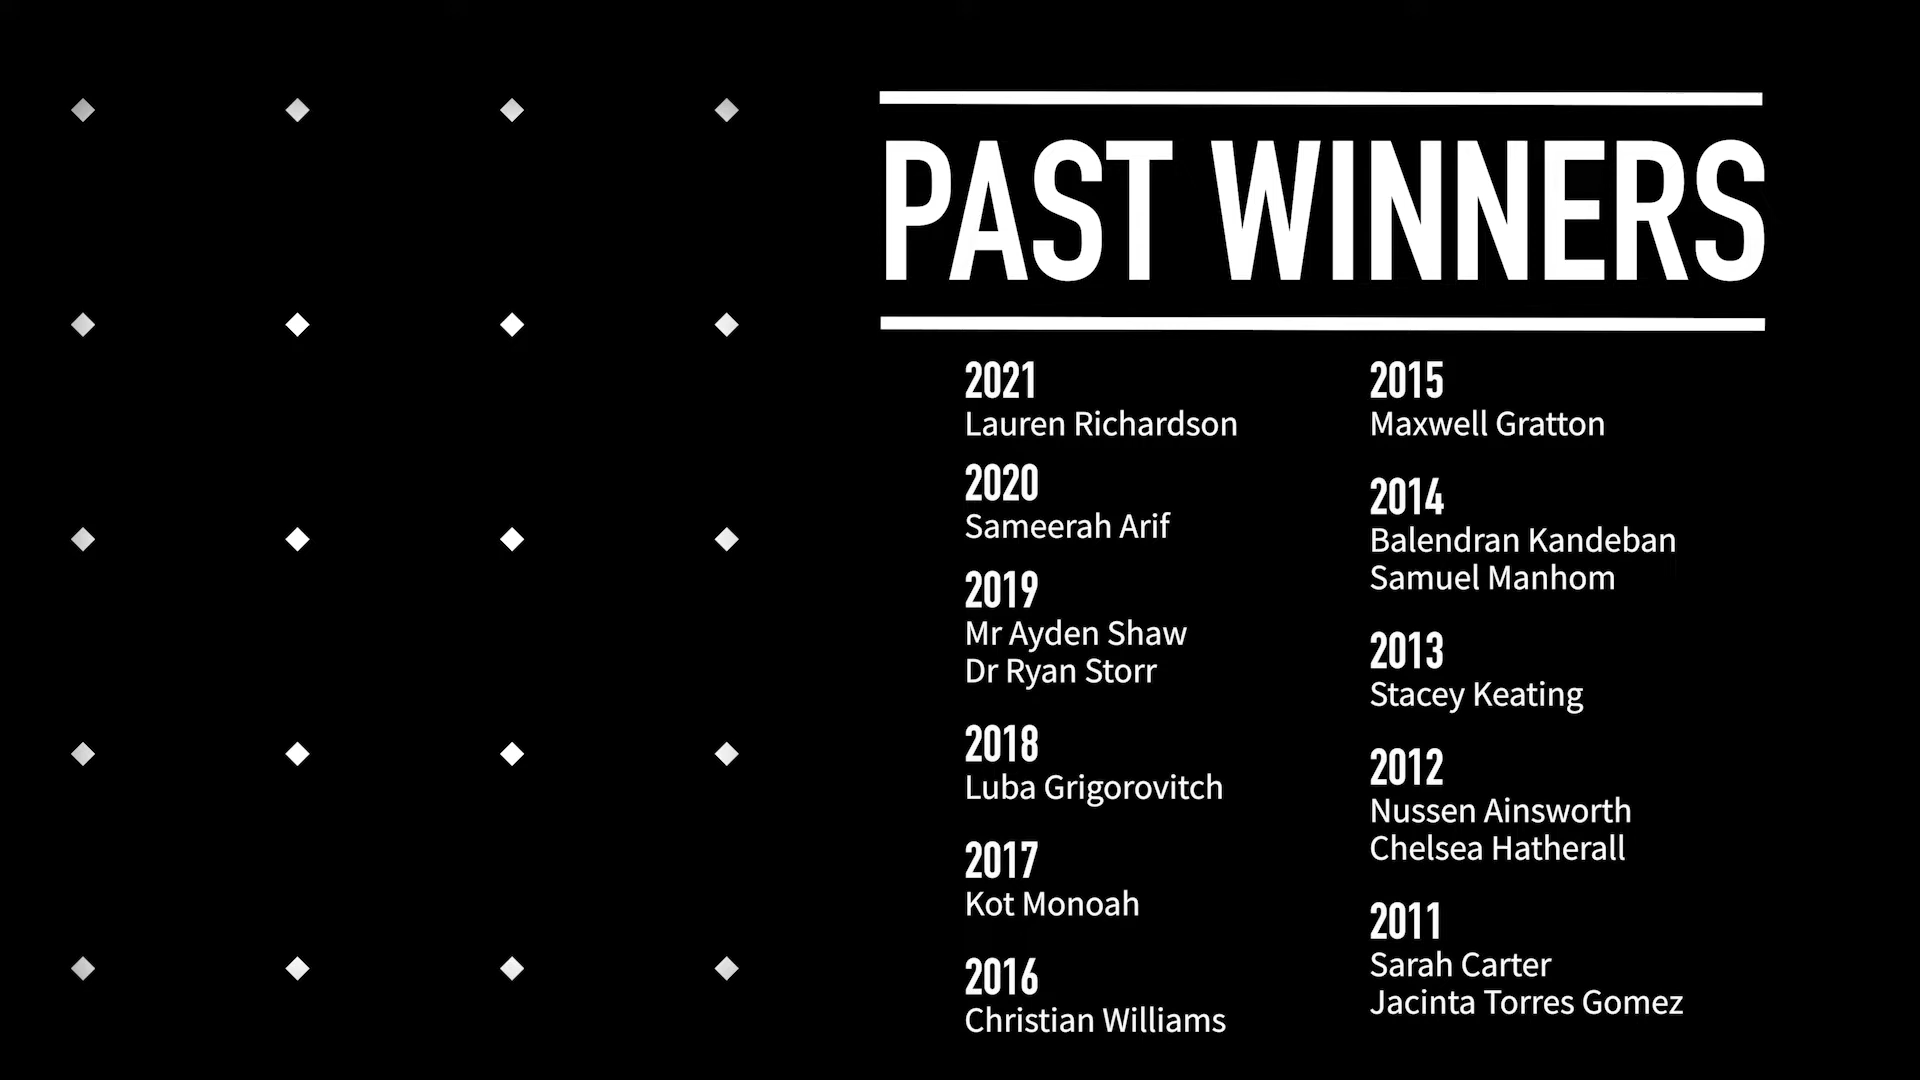 PAST WINNERS
2021
Lauren Richardson
2020
Sameerah Arif
2019
Mr Ayden Shaw
Dr Ryan Storr
2018
Luba Grigorovitch
2017
Kot Monoah
2016
Christian Williams
2015
Maxwell Gratton
2014
Balendran Kandeban
Samuel Manhom
2013
Stacey Keating
2012
Nussen Ainsworth
Chelsea Hatherall
2011
Sarah Carter
Jacinta Torres Gomez